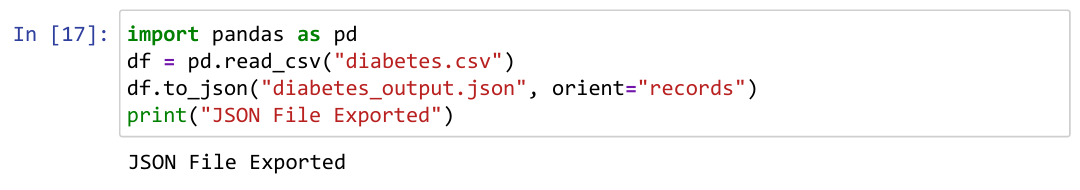 In [17]: import pandas as pd
df = pd.read_csv("diabetes.csv")
df.to_json("diabetes_output.json", orient="records")
print("JSON File Exported")
JSON File Exported